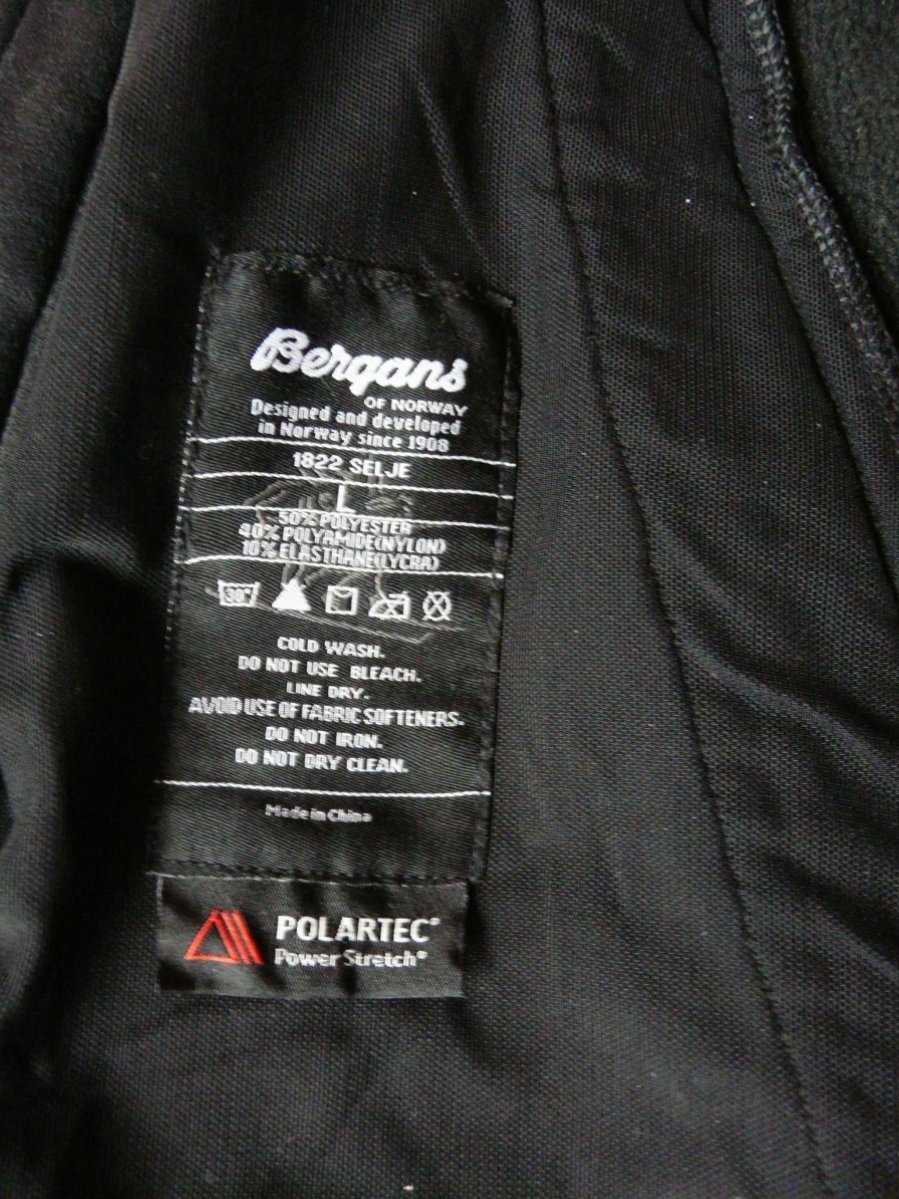 Bergans
OF NORWAY
Designed and developed
in Norway since 1908
1822 SELJE
L
50% POLYESTER
40% POLYAMIDE(NYLON)
10% ELASTHANE(LYCRA)
30°
COLD WASH.
DO NOT USE BLEACH.
LINE DRY.
AVOID USE OF FABRIC SOFTENERS.
DO NOT IRON.
DO NOT DRY CLEAN.
Made in China
POLARTEC®
Power Stretch®